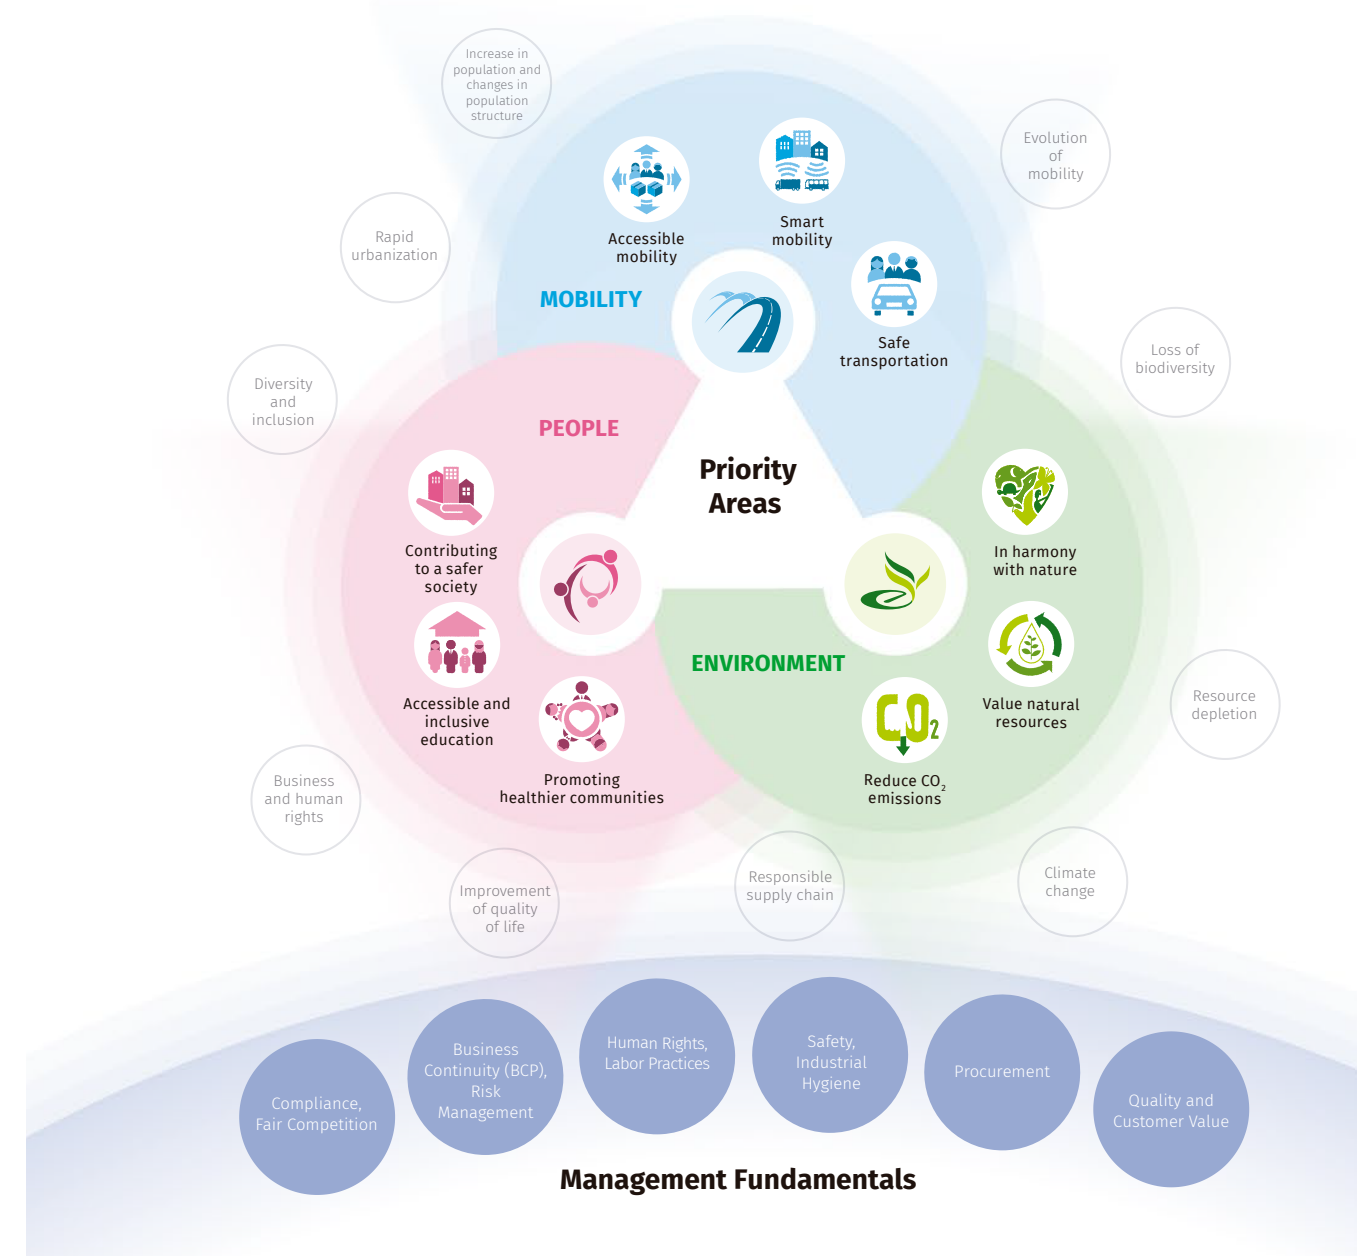 Increase in
population and
changes in
population
structure
Evolution
of
mobility
Rapid
urbanization
Accessible
mobility
Smart
mobility
MOBILITY
Safe
transportation
Loss of
biodiversity
Diversity
and
inclusion
PEOPLE
Priority
Areas
Contributing
to a safer
society
In harmony
with nature
ENVIRONMENT
Accessible and
inclusive
education
Value natural
resources
Resource
depletion
CO2
Promoting
healthier communities
Reduce CO₂
emissions
Business
and human
rights
Improvement
of quality
of life
Responsible
supply chain
Climate
change
Compliance,
Fair Competition
Business
Continuity (BCP),
Risk
Management
Human Rights,
Labor Practices
Safety,
Industrial
Hygiene
Procurement
Quality and
Customer Value
Management Fundamentals